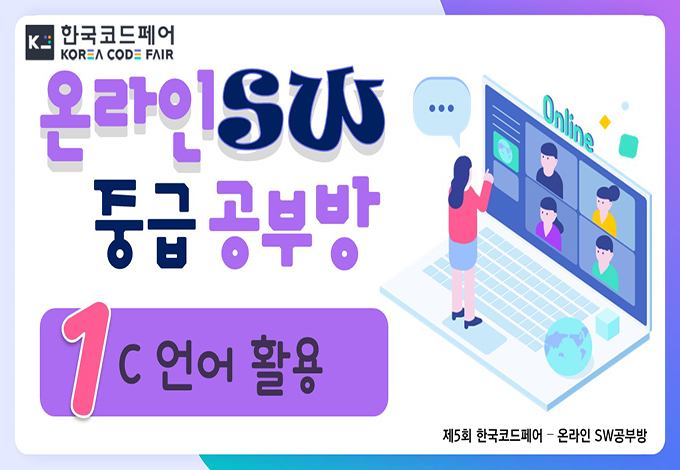 한국코드페어
KOREA CODE FAIR
온라인SW
중급 공부방
1 C 언어 활용
Online
제5회 한국코드페어 - 온라인 SW공부방